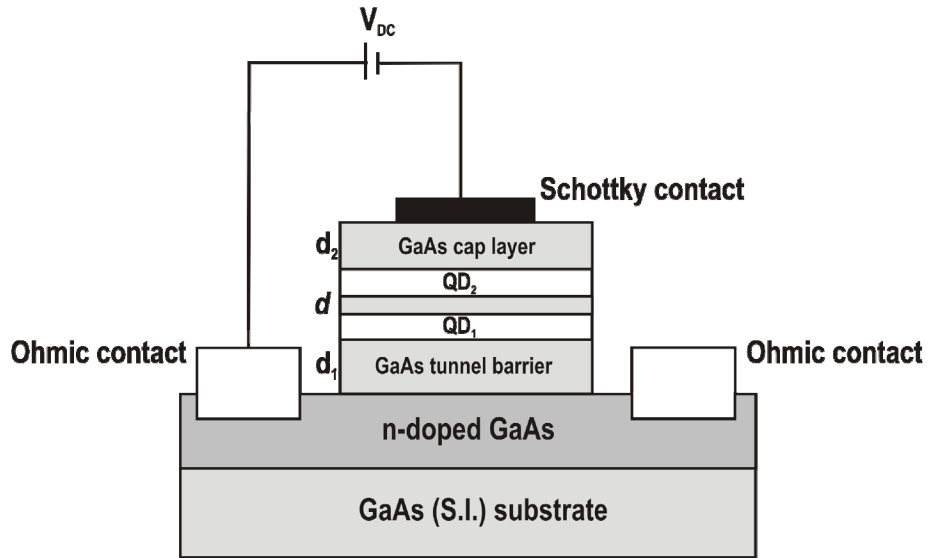 V_DC
Schottky contact
d₂ GaAs cap layer
QD₂
d
QD₁
Ohmic contact
d₁ GaAs tunnel barrier
Ohmic contact
n-doped GaAs
GaAs (S.I.) substrate